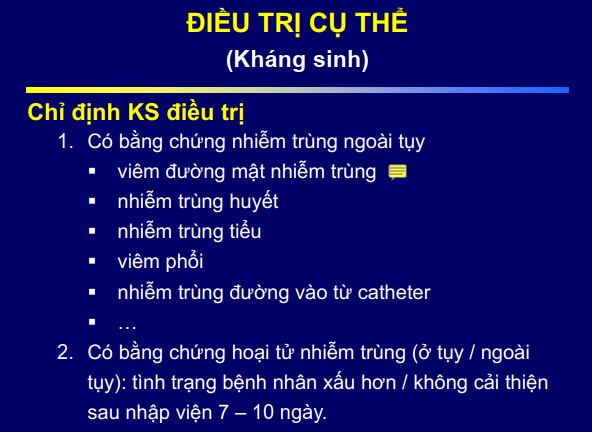 ĐIỀU TRỊ CỤ THỂ
(Kháng sinh)
Chỉ định KS điều trị
1. Có bằng chứng nhiễm trùng ngoài tụy
▪ viêm đường mật nhiễm trùng
▪ nhiễm trùng huyết
▪ nhiễm trùng tiểu
▪ viêm phổi
▪ nhiễm trùng đường vào từ catheter
▪ …
2. Có bằng chứng hoại tử nhiễm trùng (ở tụy / ngoài
tụy): tình trạng bệnh nhân xấu hơn / không cải thiện
sau nhập viện 7 – 10 ngày.